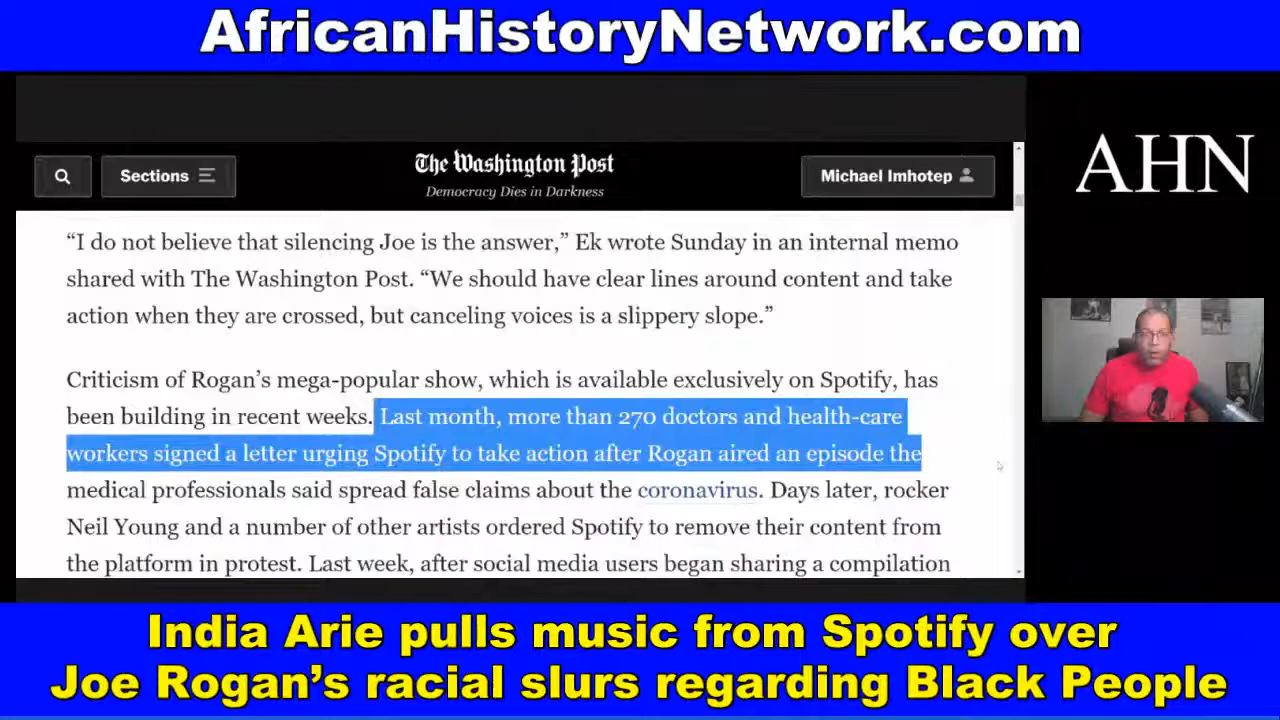 AfricanHistoryNetwork.com
AHN
Sections
The Washington Post
Democracy Dies in Darkness
Michael Imhotep
“I do not believe that silencing Joe is the answer,” Ek wrote Sunday in an internal memo
shared with The Washington Post. “We should have clear lines around content and take
action when they are crossed, but canceling voices is a slippery slope.”
Criticism of Rogan’s mega-popular show, which is available exclusively on Spotify, has
been building in recent weeks. Last month, more than 270 doctors and health-care
workers signed a letter urging Spotify to take action after Rogan aired an episode the
medical professionals said spread false claims about the coronavirus. Days later, rocker
Neil Young and a number of other artists ordered Spotify to remove their content from
the platform in protest. Last week, after social media users began sharing a compilation
India Arie pulls music from Spotify over
Joe Rogan’s racial slurs regarding Black People